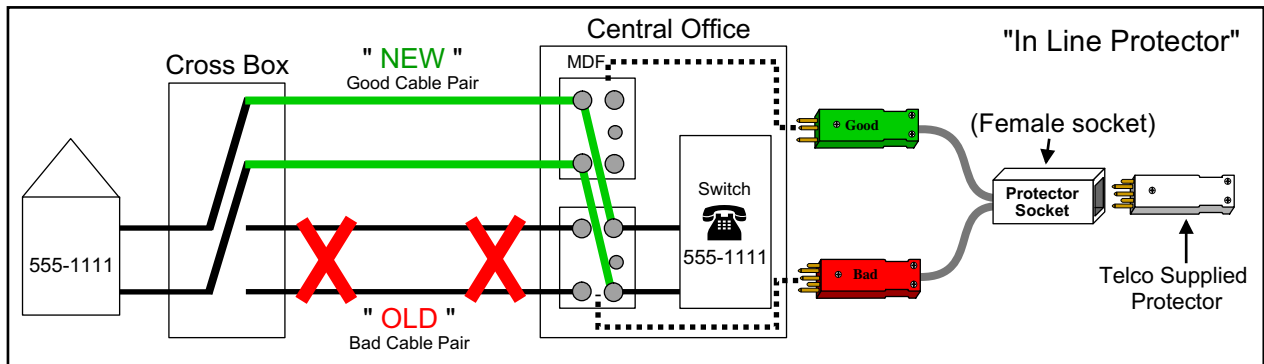 Central Office
"In Line Protector"
Cross Box
" NEW "
Good Cable Pair
MDF
Good
(Female socket)
Switch
Protector
Socket
555-1111
555-1111
Bad
Telco Supplied
Protector
" OLD "
Bad Cable Pair